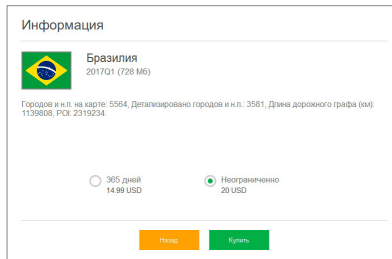 Информация
Бразилия
2017Q1 (728 Мб)
Городов и н.п. на карте: 5564, Детализировано городов и н.п.: 3581, Длина дорожного графа (км):
1139808, POI: 2319234.
365 дней
14.99 USD
Неограниченно
20 USD
Назад
Купить